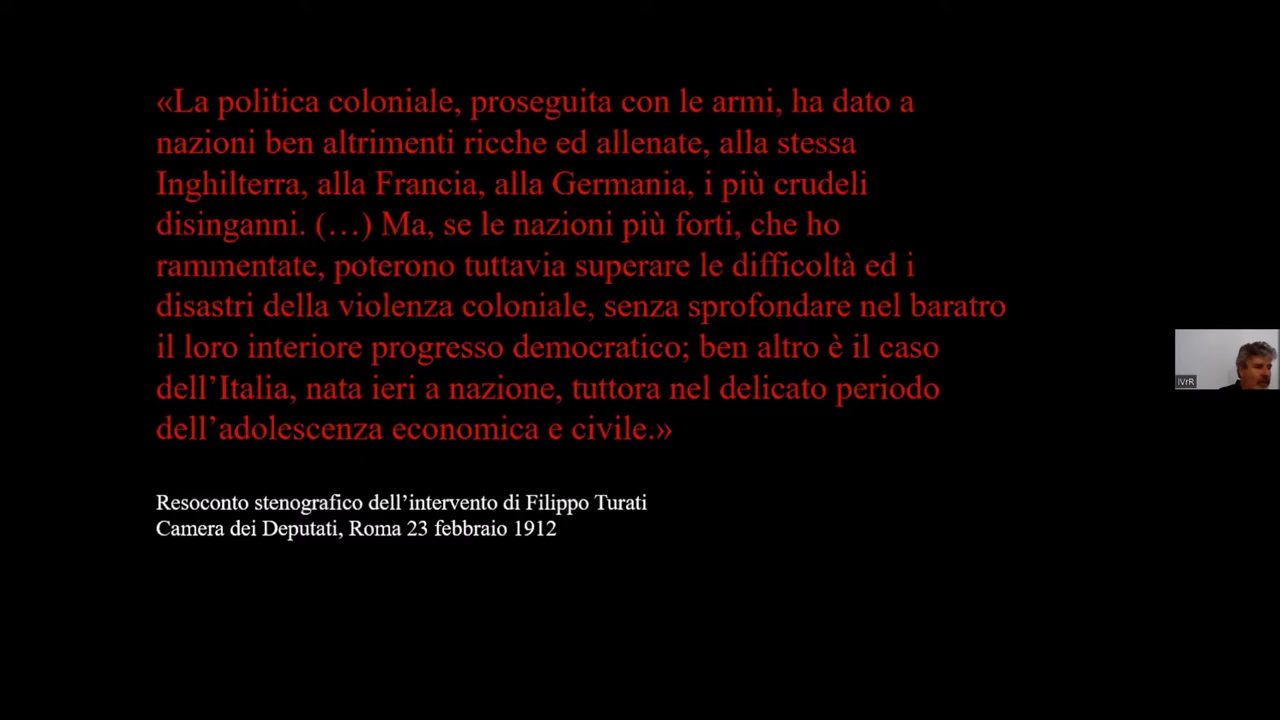 «La politica coloniale, proseguita con le armi, ha dato a
nazioni ben altrimenti ricche ed allenate, alla stessa
Inghilterra, alla Francia, alla Germania, i più crudeli
disinganni. (…) Ma, se le nazioni più forti, che ho
rammentate, poterono tuttavia superare le difficoltà ed i
disastri della violenza coloniale, senza sprofondare nel baratro
il loro interiore progresso democratico; ben altro è il caso
dell’Italia, nata ieri a nazione, tuttora nel delicato periodo
dell’adolescenza economica e civile.»
Resoconto stenografico dell’intervento di Filippo Turati
Camera dei Deputati, Roma 23 febbraio 1912
IVrR